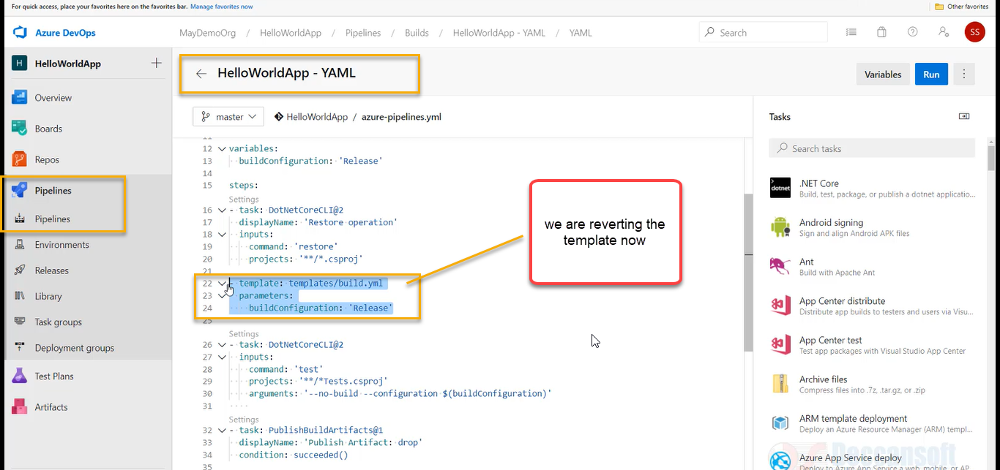 For quick access, place your favorites here on the favorites bar. Manage favorites now
Other favorites
Azure DevOps
MayDemoOrg / HelloWorldApp / Pipelines / Builds / HelloWorldApp - YAML / YAML
Search
SS
H HelloWorldApp
Overview
Boards
Repos
Pipelines
Pipelines
Environments
Releases
Library
Task groups
Deployment groups
Test Plans
Artifacts
HelloWorldApp - YAML
Variables
Run
master
HelloWorldApp / azure-pipelines.yml
11
12 variables:
13 buildConfiguration: 'Release'
14
15 steps:
Settings
16 - task: DotNetCoreCLI@2
17 displayName: 'Restore operation'
18 inputs:
19 command: 'restore'
20 projects: '**/*.csproj'
21
22 - template: templates/build.yml
23 parameters:
24 buildConfiguration: 'Release'
25
Settings
26 - task: DotNetCoreCLI@2
27 inputs:
28 command: 'test'
29 projects: '**/*Tests.csproj'
30 arguments: '--no-build --configuration $(buildConfiguration)'
31
Settings
32 - task: PublishBuildArtifacts@1
33 displayName: 'Publish Artifact: drop'
34 condition: succeeded()
35
we are reverting the
template now
Tasks
Search tasks
dotnet
.NET Core
Build, test, package, or publish a dotnet applicatio...
Android signing
Sign and align Android APK files
Ant
Build with Apache Ant
App Center distribute
Distribute app builds to testers and users via Visu...
App Center test
Test app packages with Visual Studio App Center
Archive files
Compress files into .7z, .tar.gz, or .zip
ARM template deployment
Deploy an Azure Resource Manager (ARM) templ...
Azure App Service deploy
Deploy to Azure App Service a web, mobile, or AP
Deccansoft